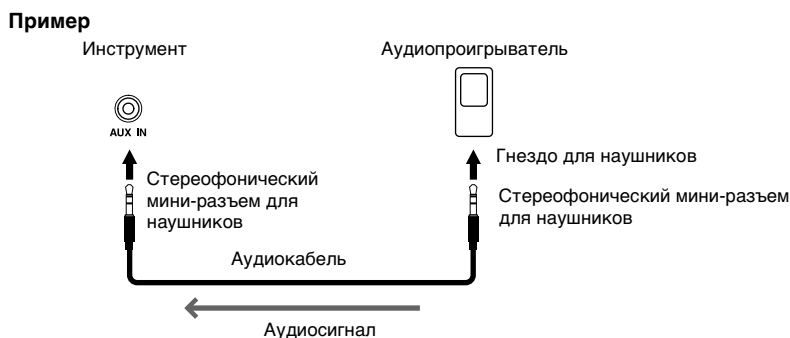 Пример
Инструмент
Аудиопроигрыватель
AUX IN
Гнездо для наушников
Стереофонический
мини-разъем для
наушников
Стереофонический мини-разъем
для наушников
Аудиокабель
Аудиосигнал